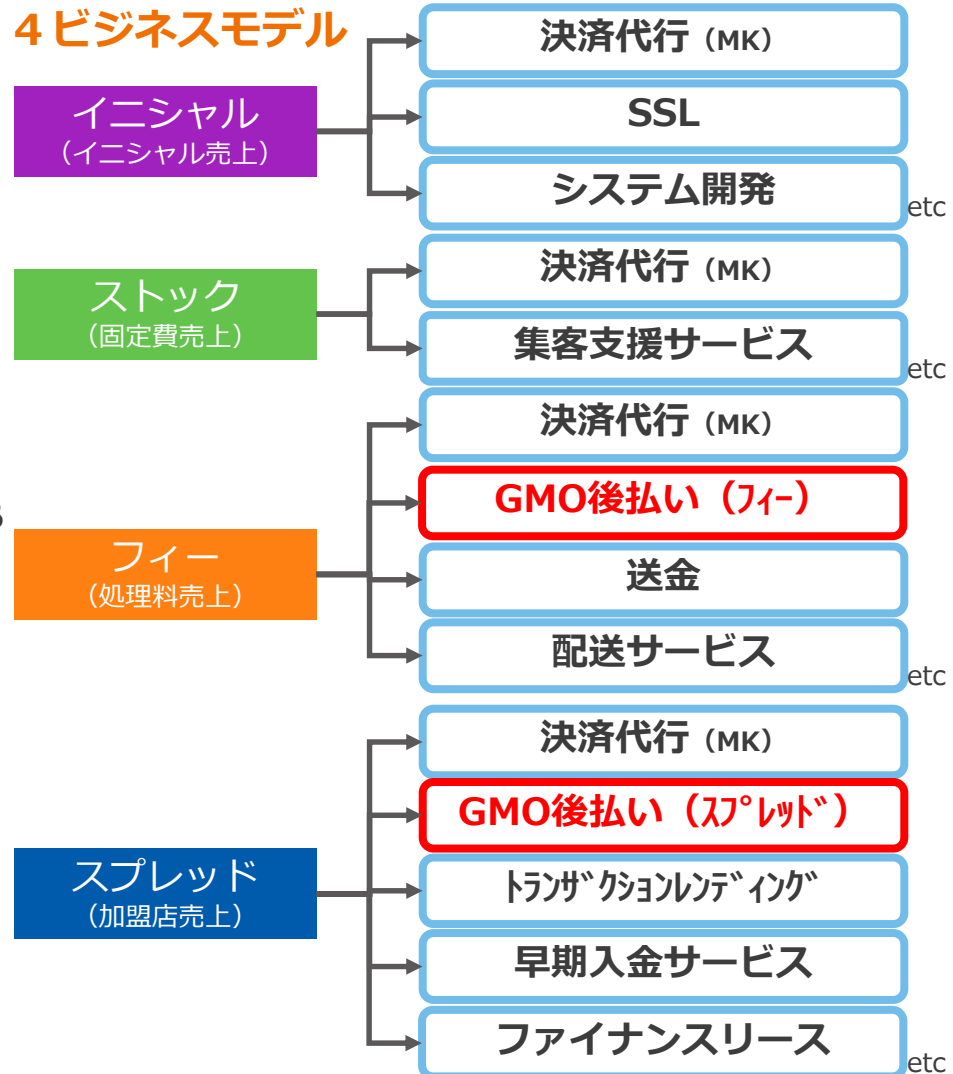 4ビジネスモデル
イニシャル
（イニシャル売上）
決済代行（MK）
SSL
システム開発
etc
ストック
（固定費売上）
決済代行（MK）
集客支援サービス
etc
フィー
（処理料売上）
決済代行（MK）
GMO後払い（ﾌｨｰ）
送金
配送サービス
etc
スプレッド
（加盟店売上）
決済代行（MK）
GMO後払い（ｽﾌﾟﾚｯﾄﾞ）
ﾄﾗﾝｻﾞｸｼｮﾝﾚﾝﾃﾞｨﾝｸﾞ
早期入金サービス
ファイナンスリース
etc